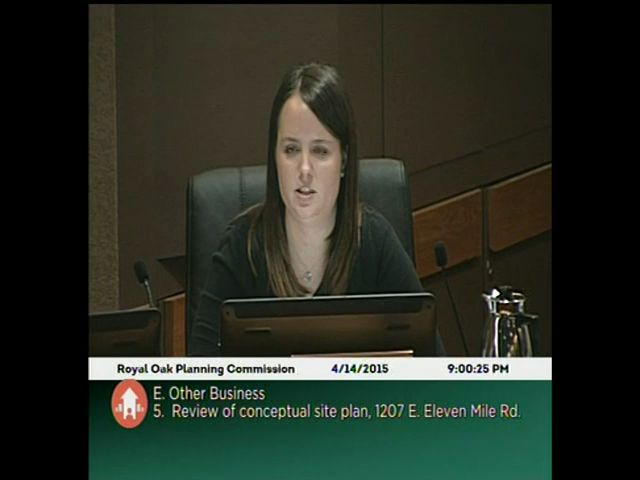 Royal Oak Planning Commission 4/14/2015 9:00:25 PM
E. Other Business
5. Review of conceptual site plan, 1207 E. Eleven Mile Rd.